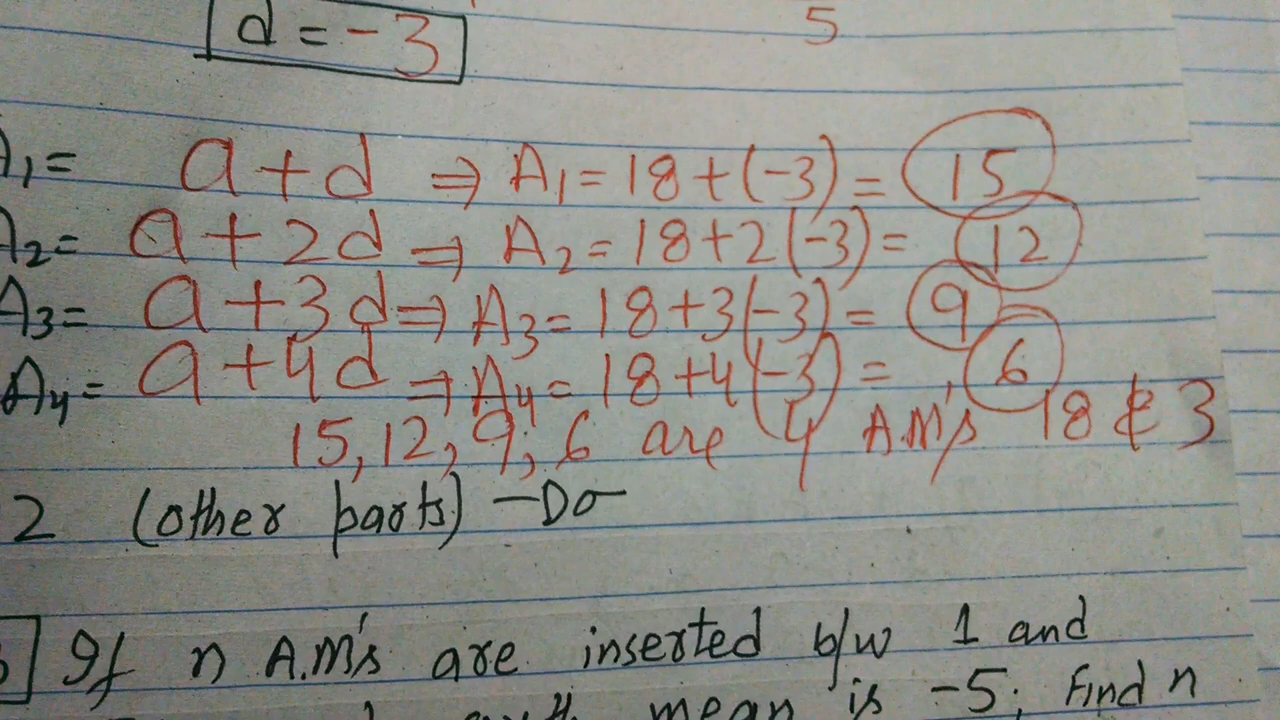 d = -3
5
A1 = a + d ⇒ A1 = 18 + (-3) = 15
A2 = a + 2d ⇒ A2 = 18 + 2(-3) = 12
A3 = a + 3d ⇒ A3 = 18 + 3(-3) = 9
A4 = a + 4d ⇒ A4 = 18 + 4(-3) = 6
15, 12, 9, 6 are 4 A.M's 18 & 3
2 (other parts) - Do
If n A.M's are inserted b/w 1 and
mean is -5; Find n